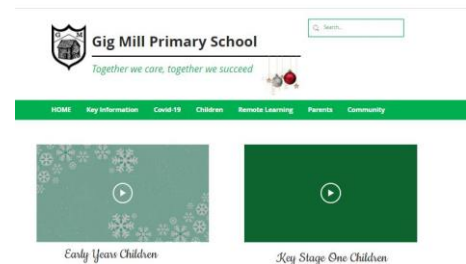 G M
Gig Mill Primary School
Search...
Together we care, together we succeed
HOME Key Information Covid-19 Children Remote Learning Parents Community
Early Years Children
Key Stage One Children